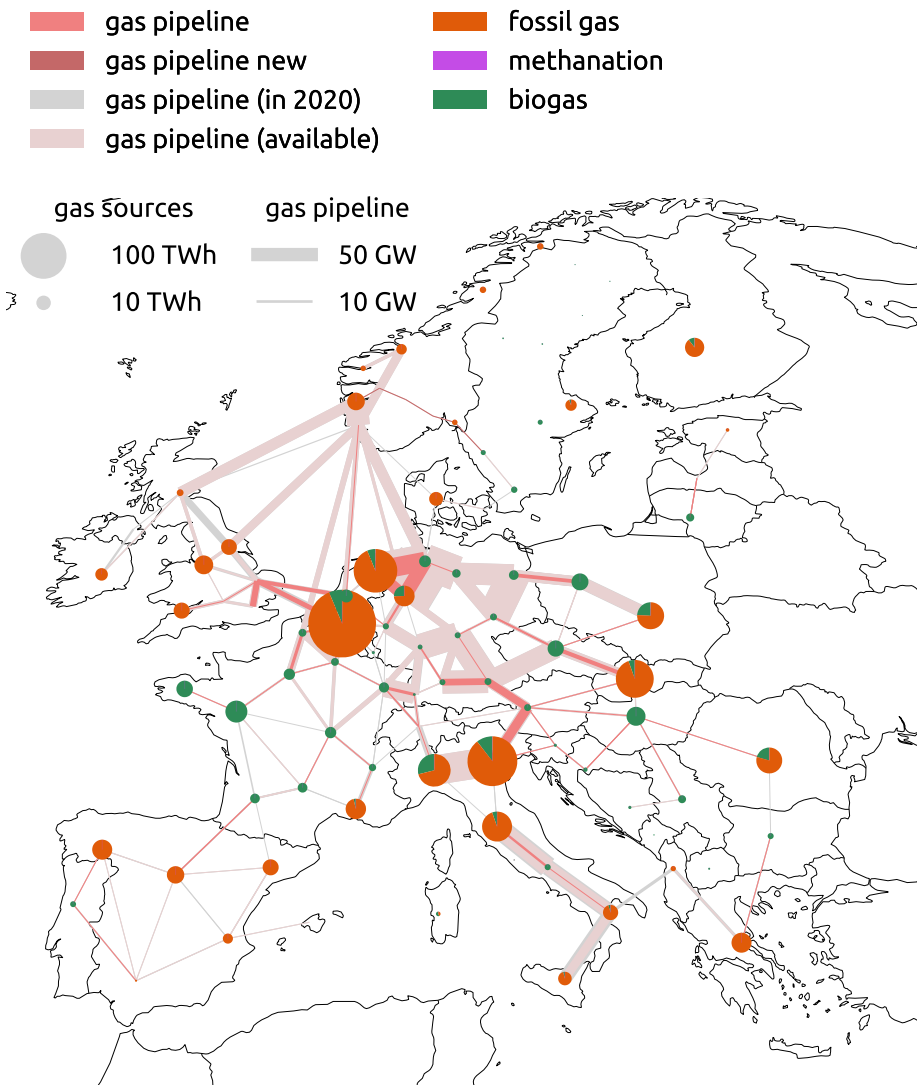 gas pipeline
gas pipeline new
gas pipeline (in 2020)
gas pipeline (available)
fossil gas
methanation
biogas
gas sources
100 TWh
10 TWh
gas pipeline
50 GW
10 GW